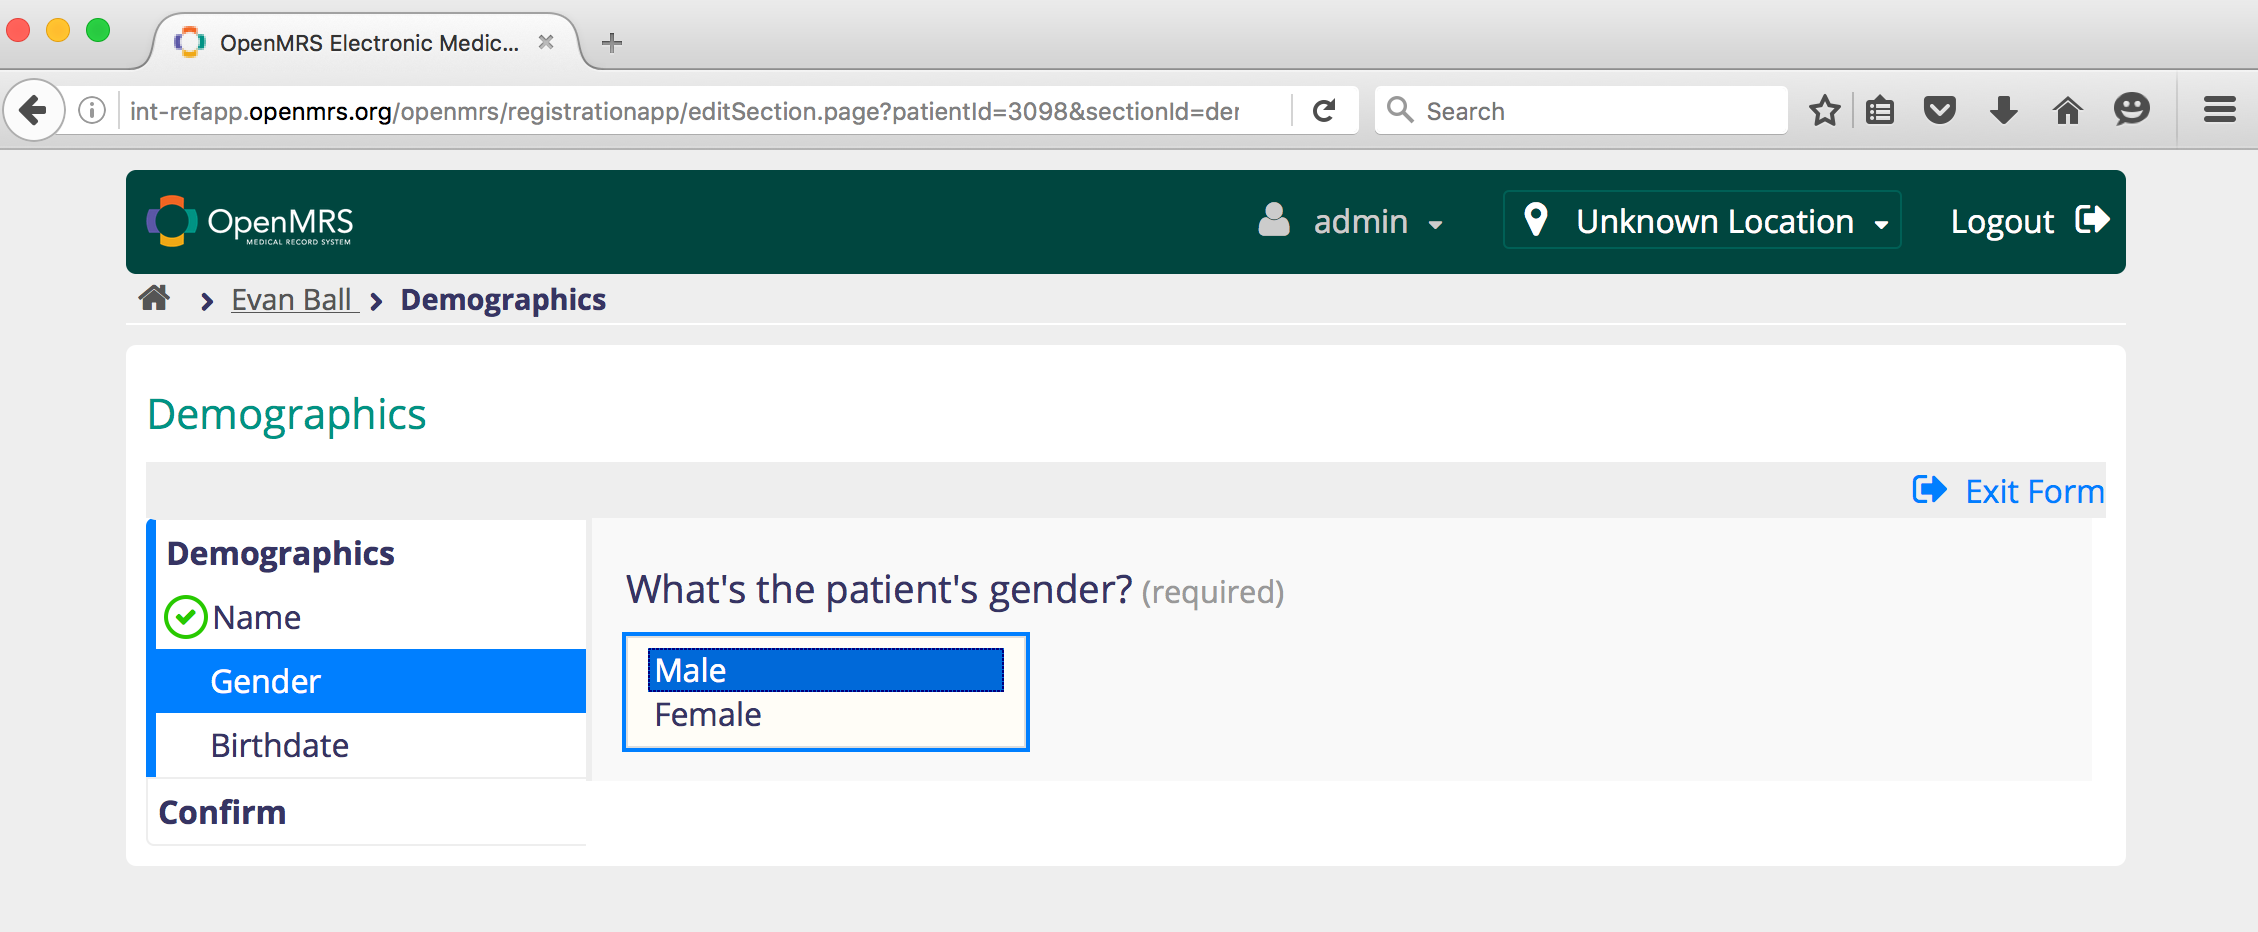 OpenMRS Electronic Medic...
int-refapp.openmrs.org/openmrs/registrationapp/editSection.page?patientId=3098&sectionId=der
Search
OpenMRS
MEDICAL RECORD SYSTEM
admin
Unknown Location
Logout
Evan Ball
Demographics
Demographics
Exit Form
Demographics
Name
Gender
Birthdate
Confirm
What's the patient's gender? (required)
Male
Female